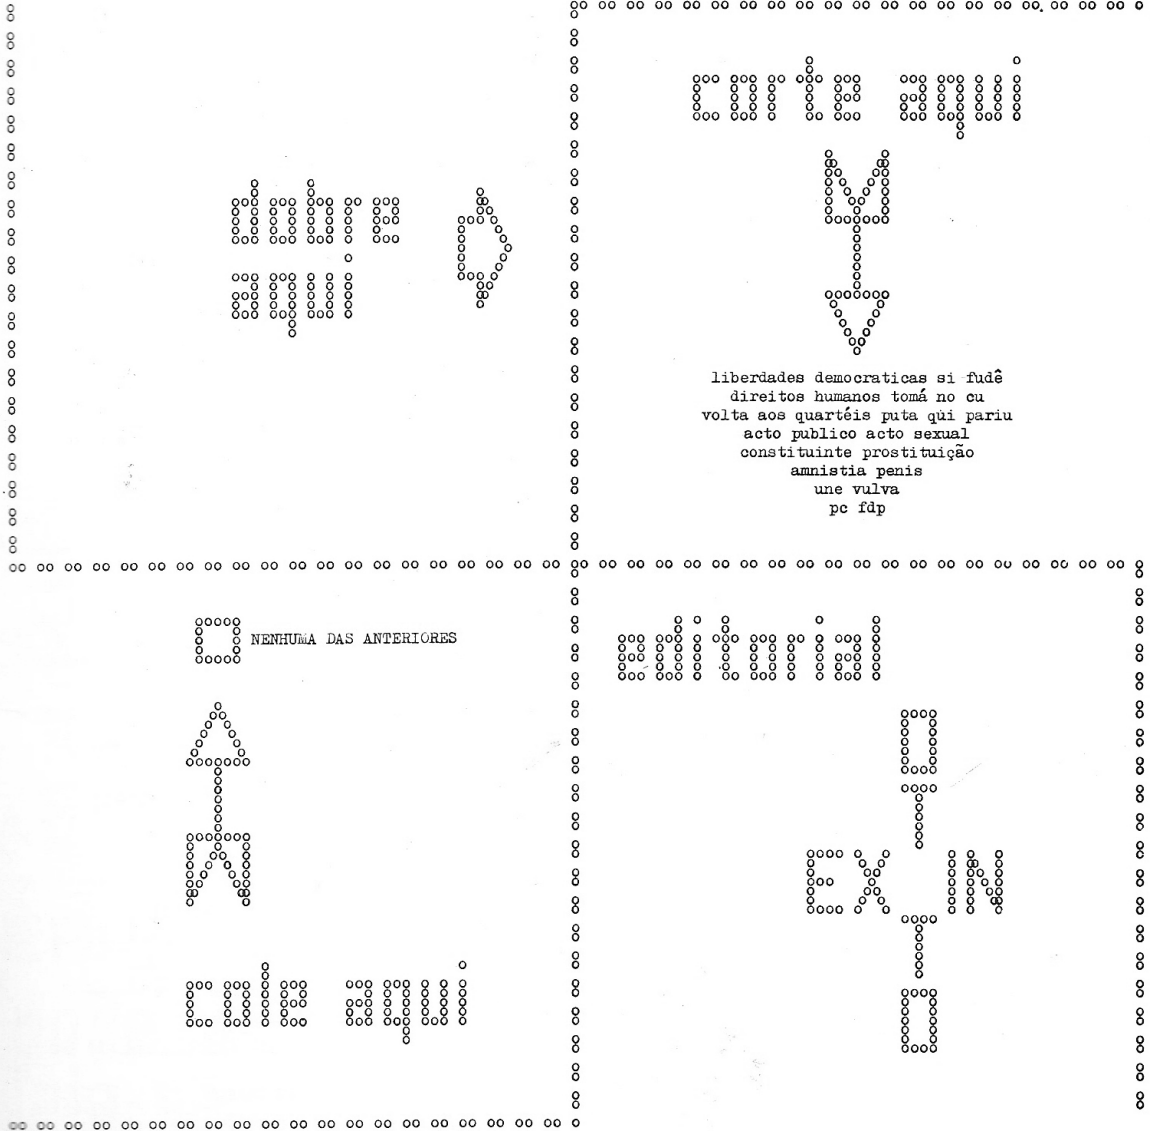 dobre
aqui
corte aqui
liberdades democraticas si fudê
direitos humanos tomá no cu
volta aos quartéis puta qui pariu
acto publico acto sexual
constituinte prostituição
amnistia penis
une vulva
pc fdp
NENHUMA DAS ANTERIORES
cole aqui
editorial
O
T
EX IN
T
O